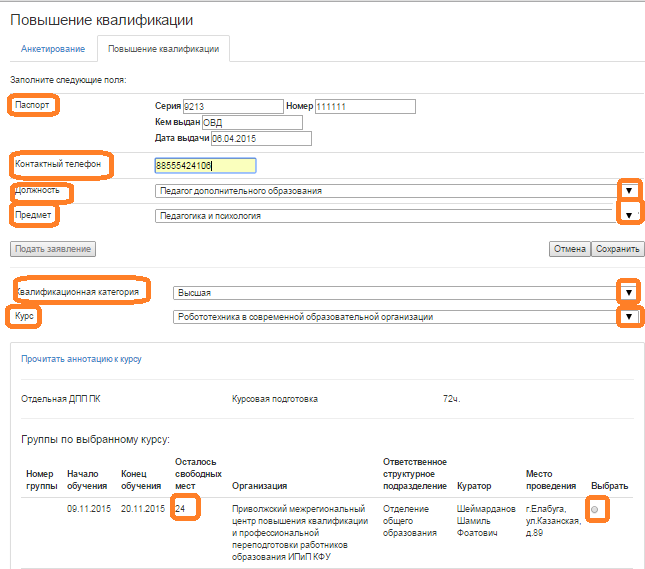 Повышение квалификации
Анкетирование Повышение квалификации
Заполните следующие поля:
Паспорт Серия 9213 Номер 111111
Кем выдан ОВД
Дата выдачи 06.04.2015
Контактный телефон 88555424106
Должность Педагог дополнительного образования
Предмет Педагогика и психология
Подать заявление Отмена Сохранить
Квалификационная категория Высшая
Курс Робототехника в современной образовательной организации
Прочитать аннотацию к курсу
Отдельная ДПП ПК Курсовая подготовка 72ч.
Группы по выбранному курсу:
Номер группы
Начало обучения
Конец обучения
Осталось свободных мест
Организация
Ответственное структурное подразделение
Куратор
Место проведения
Выбрать
09.11.2015
20.11.2015
24
Приволжский межрегиональный
центр повышения квалификации
и профессиональной
переподготовки работников
образования ИПиП КФУ
Отделение
общего
образования
Шеймарданов
Шамиль
Фоатович
г.Елабуга,
ул.Казанская,
д.89